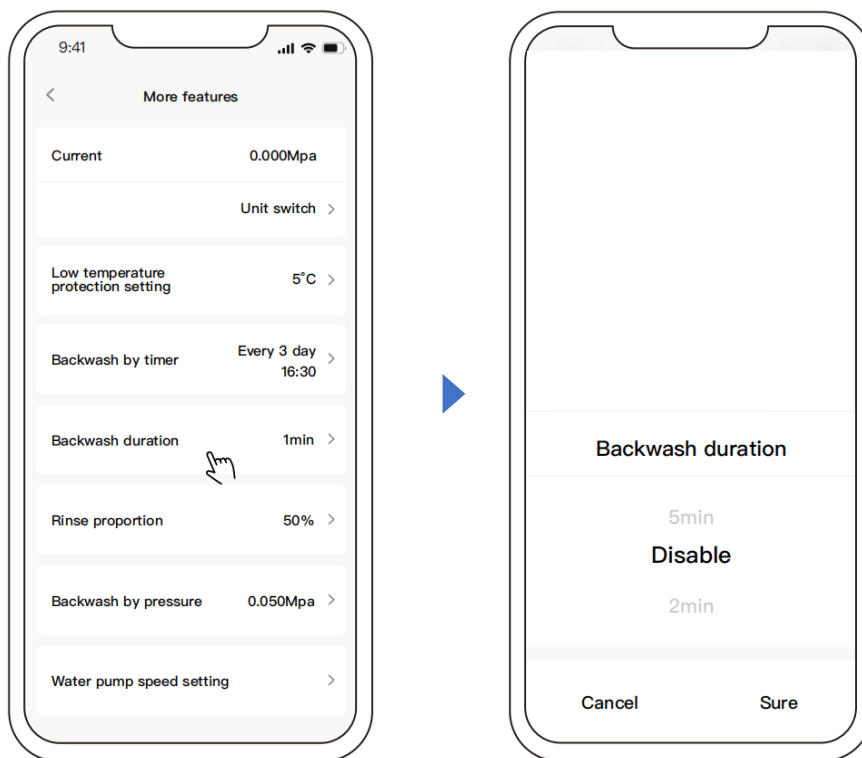 9:41
More features
Current 0.000Mpa
Unit switch
Low temperature
protection setting 5°C
Backwash by timer Every 3 day
16:30
Backwash duration 1min
Rinse proportion 50%
Backwash by pressure 0.050Mpa
Water pump speed setting
Backwash duration
5min
Disable
2min
Cancel Sure